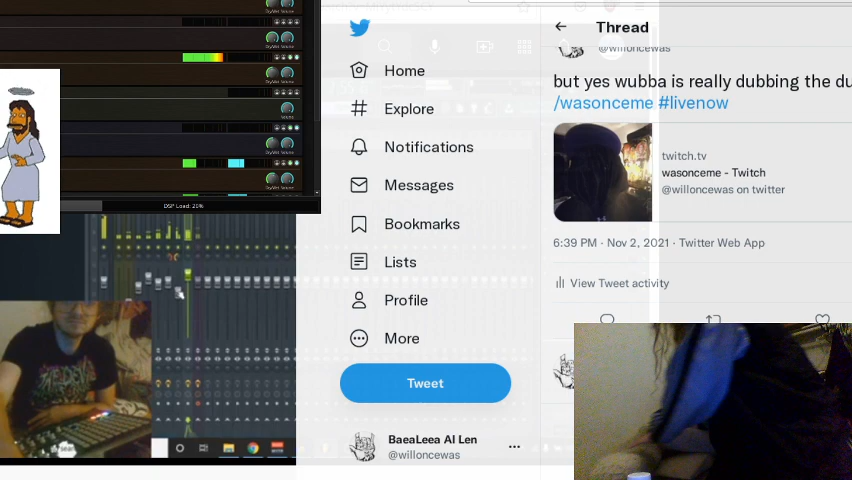 Thread
@willoncewas
Home
Explore
Notifications
Messages
Bookmarks
Lists
Profile
More
Tweet
BaeaLeea AI Len
@willoncewas
but yes wubba is really dubbing the du
/wasonceme #livenow
twitch.tv
wasonceme - Twitch
@willoncewas on twitter
6:39 PM · Nov 2, 2021 · Twitter Web App
View Tweet activity
DSP Load: 20%